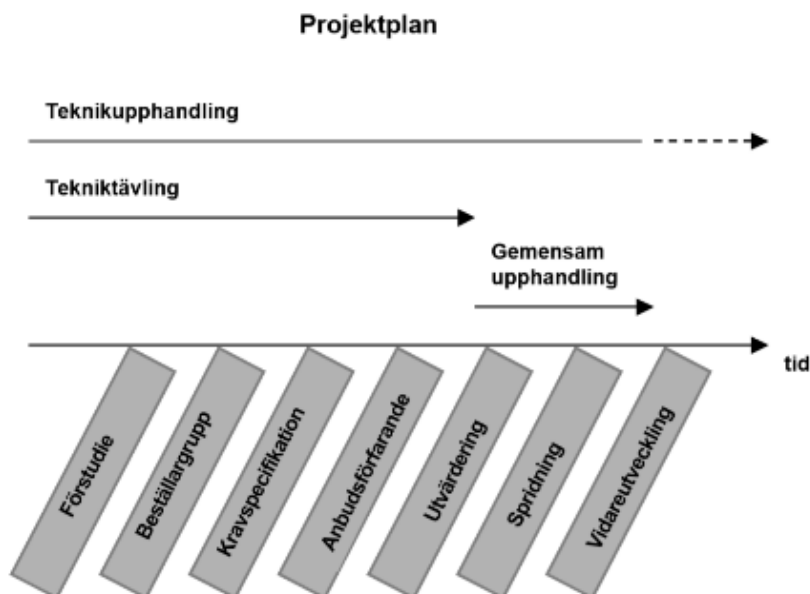 Projektplan
Teknikupphandling
Tekniktävling
Gemensam
upphandling
tid
Förstudie
Beställargrupp
Kravspecifikation
Anbudsförfarande
Utvärdering
Spridning
Vidareutveckling